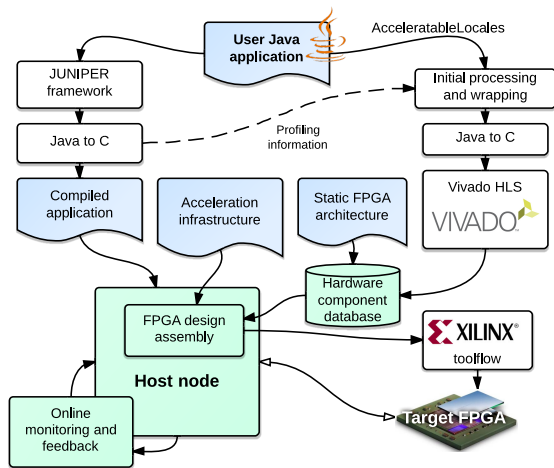 User Java
application
AcceleratableLocales
JUNIPER
framework
Initial processing
and wrapping
Java to C
Profiling
information
Java to C
Compiled
application
Acceleration
infrastructure
Static FPGA
architecture
Vivado HLS
VIVADO
Hardware
component
database
FPGA design
assembly
XILINX®
toolflow
Host node
Online
monitoring and
feedback
Target FPGA